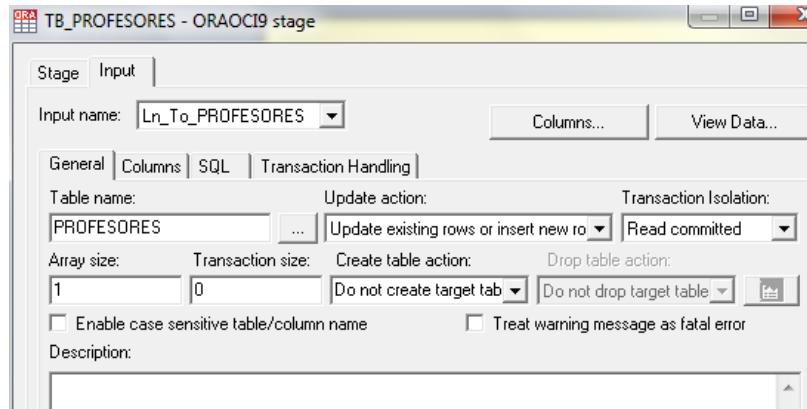 ORA TB_PROFESORES - ORAOCI9 stage
Stage Input
Input name: Ln_To_PROFESORES Columns... View Data...
General Columns SQL Transaction Handling
Table name: Update action: Transaction Isolation:
PROFESORES ... Update existing rows or insert new ro Read committed
Array size: Transaction size: Create table action: Drop table action:
1 0 Do not create target tab Do not drop target table
Enable case sensitive table/column name Treat warning message as fatal error
Description: